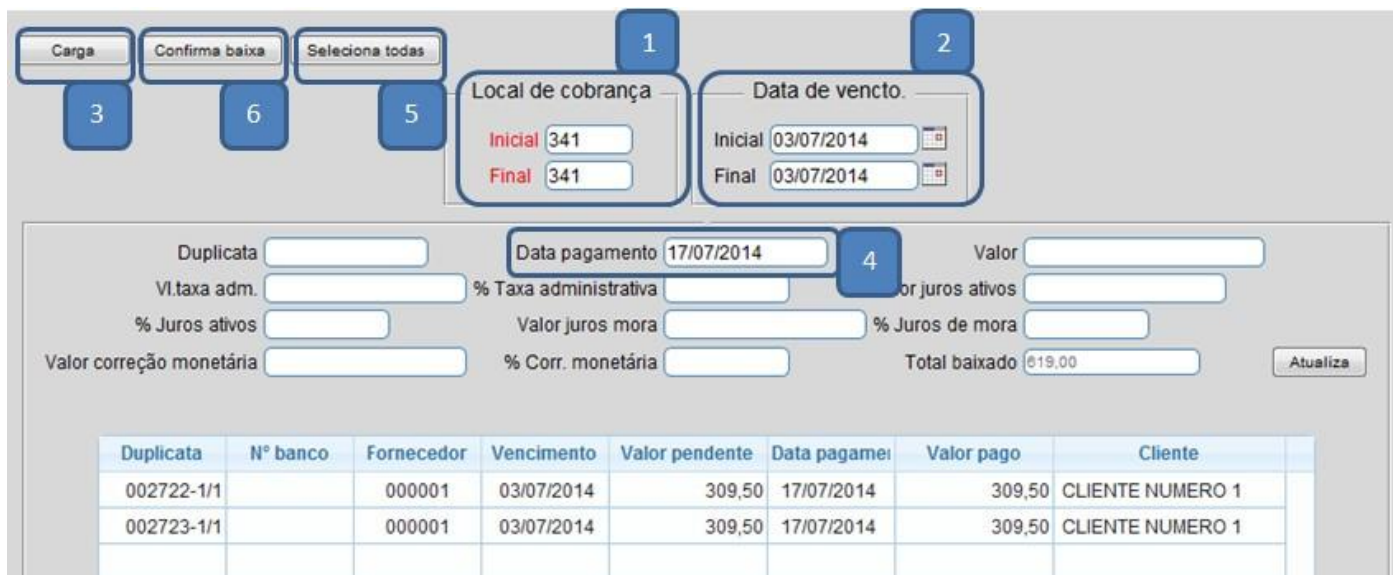 Carga Confirma baixa Seleciona todas 1 2
3 6 5 Local de cobrança Data de vencto.
Inicial 341 Inicial 03/07/2014
Final 341 Final 03/07/2014
Duplicata Data pagamento 17/07/2014 4 Valor
Vl.taxa adm. % Taxa administrativa juros ativos
% Juros ativos Valor juros mora % Juros de mora
Valor correção monetária % Corr. monetária Total baixado 619,00 Atualiza
Duplicata Nº banco Fornecedor Vencimento Valor pendente Data pagamer Valor pago Cliente
002722-1/1 000001 03/07/2014 309,50 17/07/2014 309,50 CLIENTE NUMERO 1
002723-1/1 000001 03/07/2014 309,50 17/07/2014 309,50 CLIENTE NUMERO 1